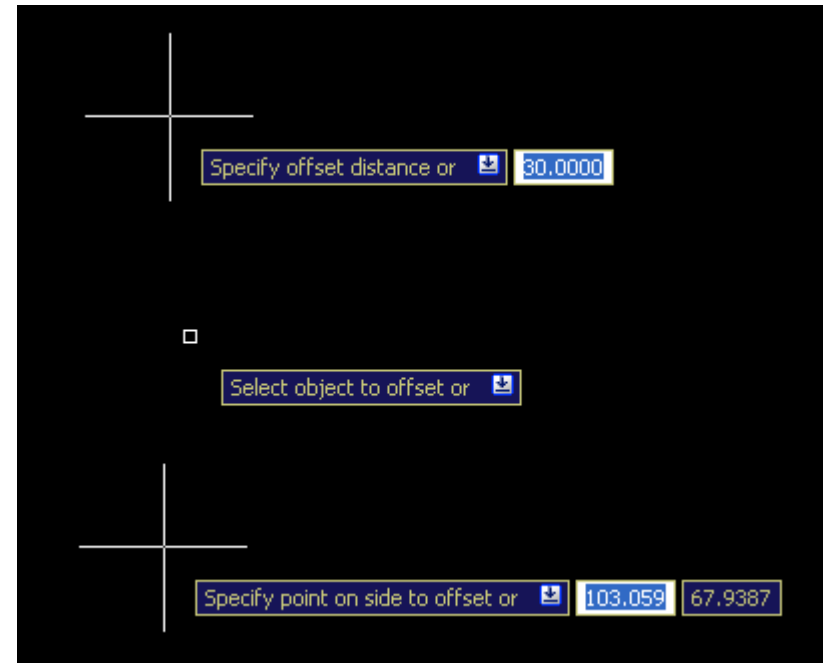 Specify offset distance or 30.0000
Select object to offset or
Specify point on side to offset or 103.059 67.9387